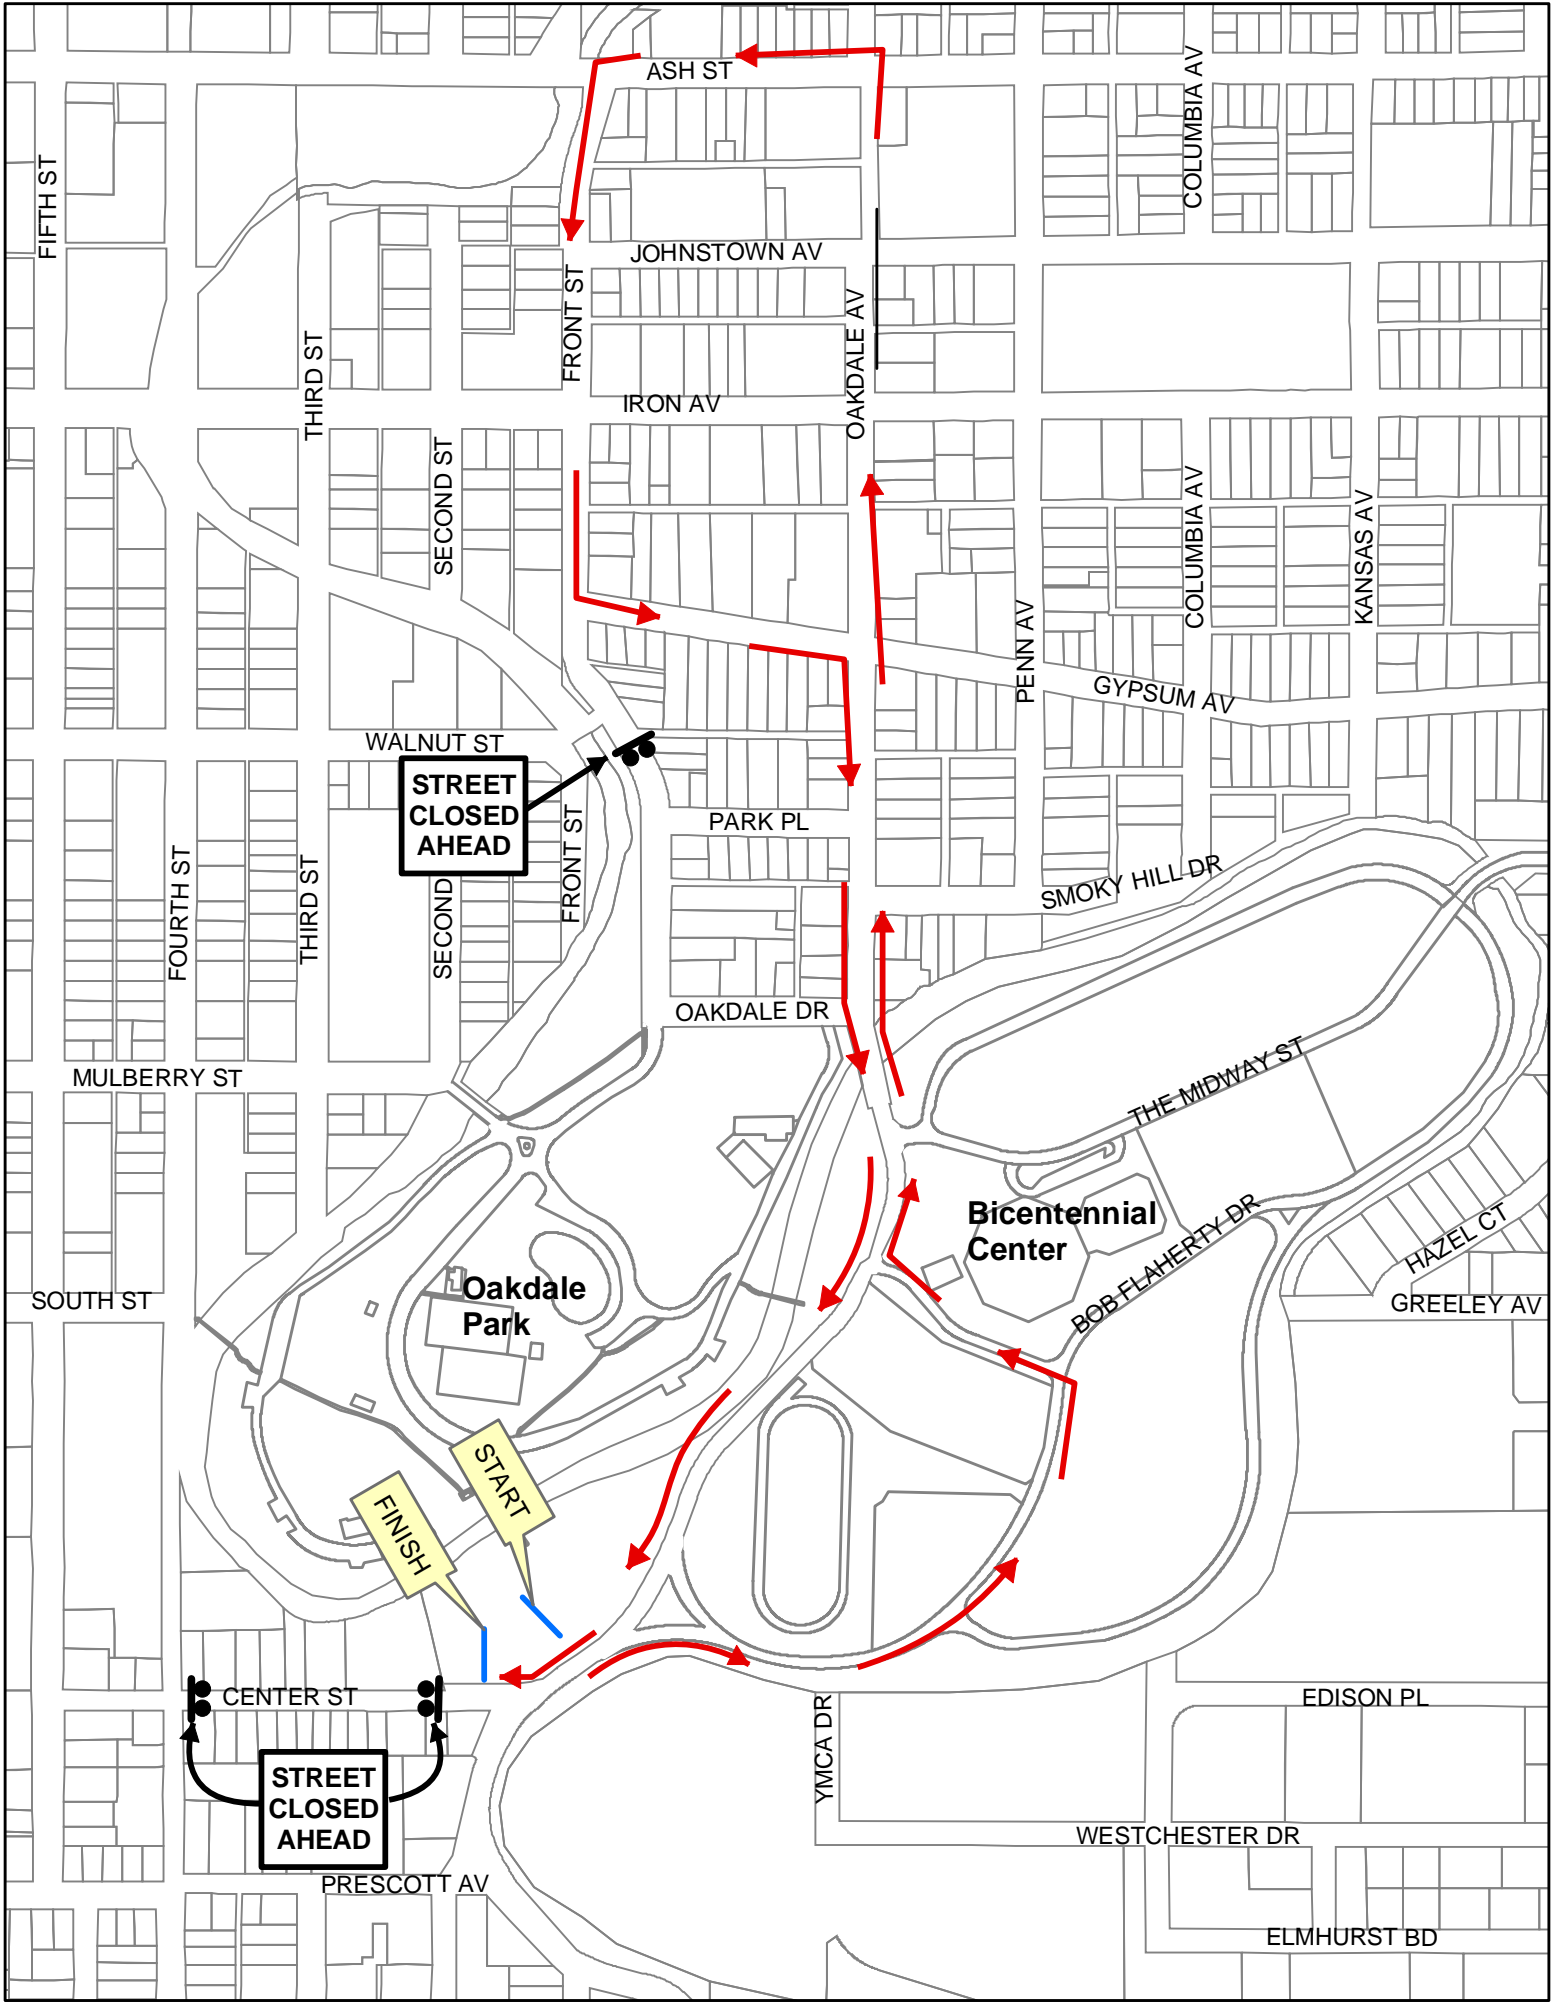 ASH ST
COLUMBIA AV
FIFTH ST
JOHNSTOWN AV
FRONT ST
OAKDALE AV
THIRD ST
IRON AV
SECOND ST
COLUMBIA AV
KANSAS AV
PENN AV
GYPSUM AV
WALNUT ST
STREET
CLOSED
AHEAD
PARK PL
FRONT ST
SMOKY HILL DR
FOURTH ST
THIRD ST
SECOND
OAKDALE DR
MULBERRY ST
THE MIDWAY ST
Bicentennial
Center
BOB FLAHERTY DR
HAZEL CT
Oakdale
Park
SOUTH ST
GREELEY AV
START
FINISH
CENTER ST
EDISON PL
YMCA DR
STREET
CLOSED
AHEAD
WESTCHESTER DR
PRESCOTT AV
ELMHURST BD